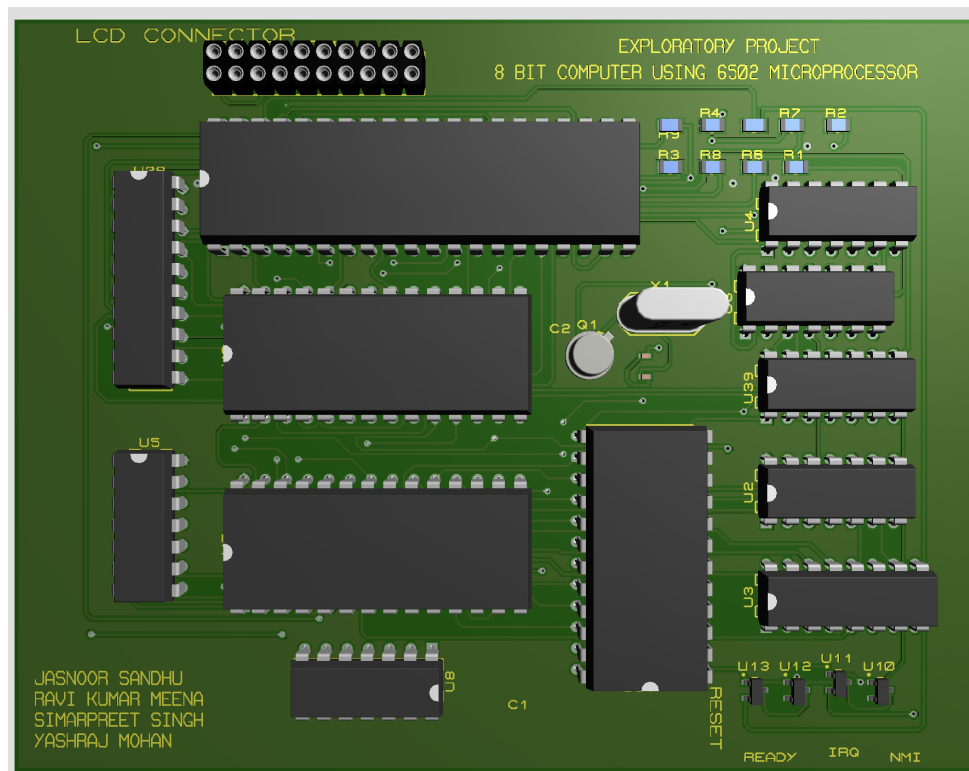 LCD CONNECTOR
EXPLORATORY PROJECT
8 BIT COMPUTER USING 6502 MICROPROCESSOR
R4
R7
R2
R9
R3
R8
R6
R1
U4
X1
C2
Q1
U39
U5
U2
U3
U8
C1
U13
U12
U11
U10
RESET
READY
IRQ
NMI
JASNOOR SANDHU
RAVI KUMAR MEENA
SIMARPREET SINGH
YASHRAJ MOHAN